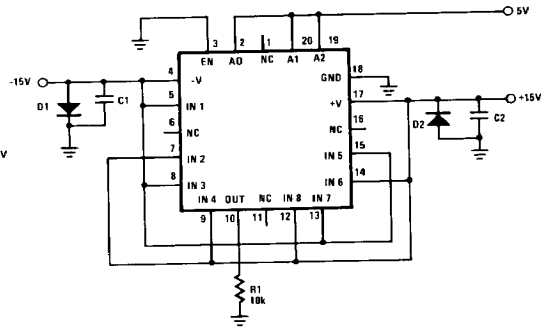 5V
3 2 1 20 19
EN A0 NC A1 A2
-15V
4 -V
GND 18
5 IN 1
+V 17
+15V
D1 C1
6 NC
NC 16
D2 C2
V
7 IN 2
IN 5 15
8 IN 3
IN 6 14
IN 4 OUT NC IN 8 IN 7
9 10 11 12 13
R1
10k